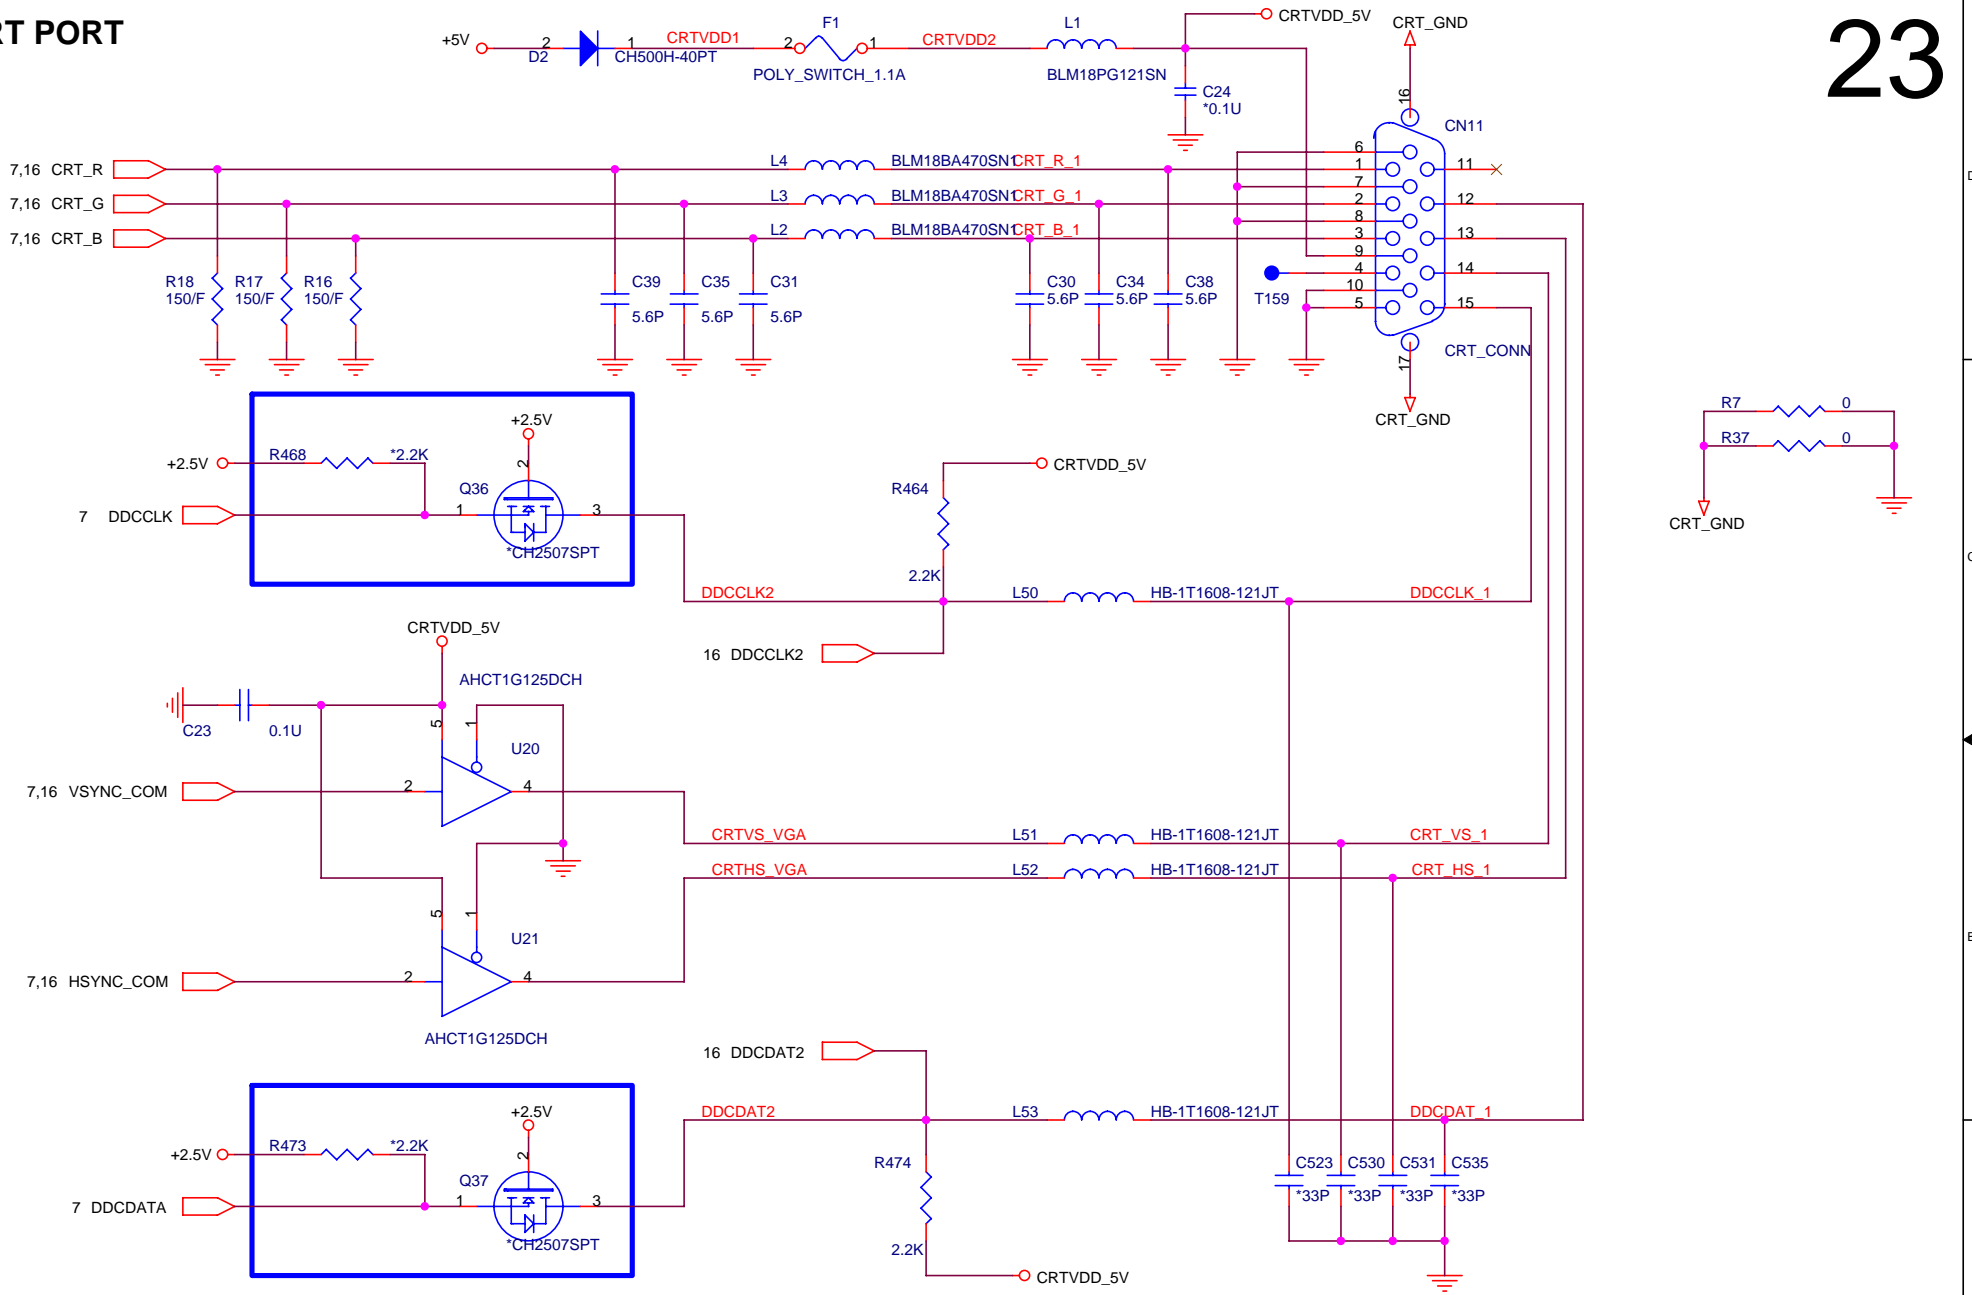 RT PORT
23
+5V
2
D2
1
CH500H-40PT
CRTVDD1
F1
2
1
POLY_SWITCH_1.1A
CRTVDD2
L1
BLM18PG121SN
CRTVDD_5V
C24
*0.1U
CRT_GND
16
CN11
7,16 CRT_R
7,16 CRT_G
7,16 CRT_B
L4
BLM18BA470SN1
CRT_R_1
L3
BLM18BA470SN1
CRT_G_1
L2
BLM18BA470SN1
CRT_B_1
6
1
7
2
8
3
9
4
10
5
11
12
13
14
15
R18
150/F
R17
150/F
R16
150/F
C39
5.6P
C35
5.6P
C31
5.6P
C30
5.6P
C34
5.6P
C38
5.6P
T159
CRT_CONN
17
CRT_GND
D
R7
0
R37
0
CRT_GND
+2.5V
+2.5V
R468
*2.2K
2
Q36
7 DDCCLK
1
3
*CH2507SPT
CRTVDD_5V
R464
2.2K
DDCCLK2
L50
HB-1T1608-121JT
DDCCLK_1
16 DDCCLK2
C
CRTVDD_5V
AHCT1G125DCH
C23
0.1U
5
1
U20
7,16 VSYNC_COM
2
4
CRTVS_VGA
L51
HB-1T1608-121JT
CRT_VS_1
CRTHS_VGA
L52
HB-1T1608-121JT
CRT_HS_1
5
1
U21
7,16 HSYNC_COM
2
4
AHCT1G125DCH
16 DDCDAT2
+2.5V
+2.5V
R473
*2.2K
2
Q37
7 DDCDATA
1
3
*CH2507SPT
DDCDAT2
L53
HB-1T1608-121JT
DDCDAT_1
R474
2.2K
CRTVDD_5V
C523
*33P
C530
*33P
C531
*33P
C535
*33P